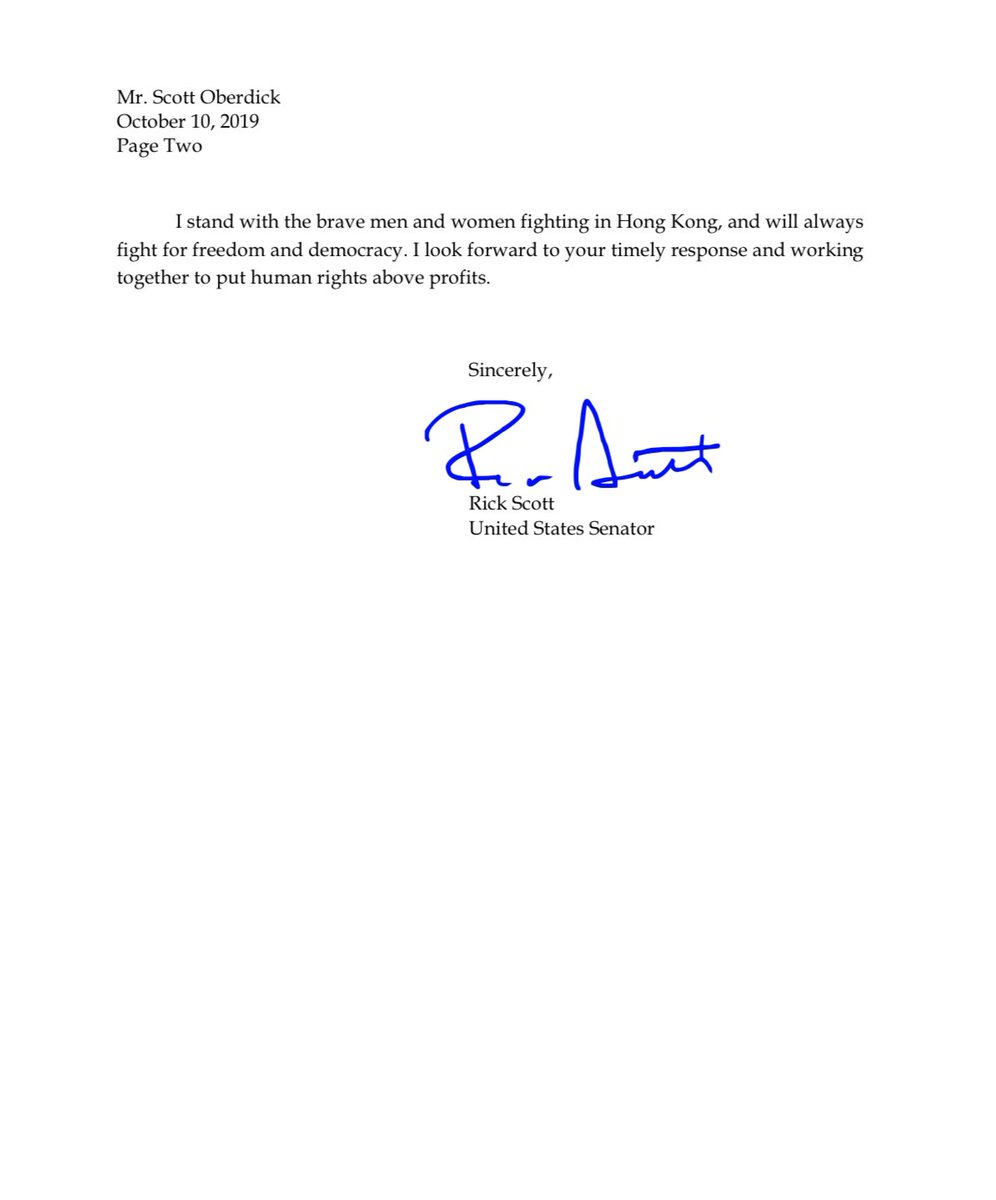 Mr. Scott Oberdick
October 10, 2019
Page Two
I stand with the brave men and women fighting in Hong Kong, and will always
fight for freedom and democracy. I look forward to your timely response and working
together to put human rights above profits.
Sincerely,
Rick Scott
United States Senator